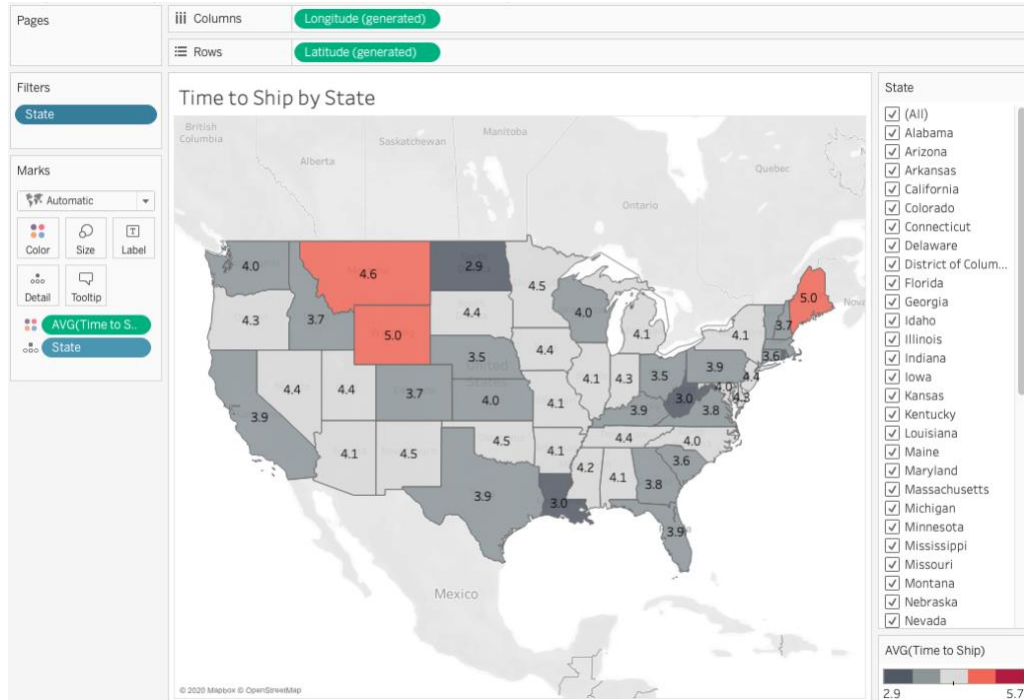 Pages
Columns
Longitude (generated)
Rows
Latitude (generated)
Filters
State
Marks
Automatic
Color
Size
Label
Detail
Tooltip
AVG(Time to S..
State
Time to Ship by State
British
Columbia
Alberta
Saskatchewan
Manitoba
Ontario
Quebec
Nova
Mexico
United
States
4.0
4.6
2.9
4.5
5.0
4.3
3.7
4.4
4.0
4.1
4.1
3.7
5.0
3.5
4.4
3.6
4.4
4.4
3.7
4.0
4.1
4.1
4.3
3.5
3.9
4.4
4.0
4.3
3.9
3.0
3.8
3.9
4.1
4.5
4.5
4.1
4.4
4.0
3.6
4.2
4.1
3.8
3.9
3.0
3.9
© 2020 Mapbox © OpenStreetMap
State
(All)
Alabama
Arizona
Arkansas
California
Colorado
Connecticut
Delaware
District of Colum...
Florida
Georgia
Idaho
Illinois
Indiana
Iowa
Kansas
Kentucky
Louisiana
Maine
Maryland
Massachusetts
Michigan
Minnesota
Mississippi
Missouri
Montana
Nebraska
Nevada
AVG(Time to Ship)
2.9 5.7